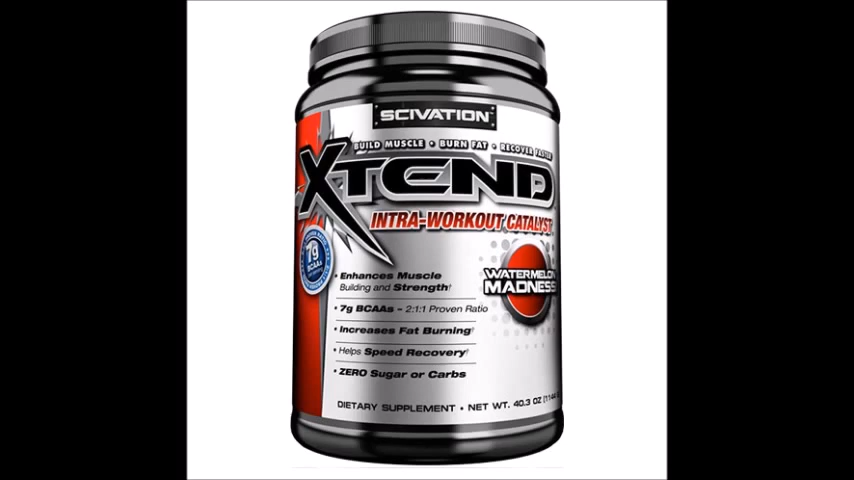 SCIVATION™
BUILD MUSCLE • BURN FAT • RECOVER FASTER
XTEND
INTRA-WORKOUT CATALYST
7g
BCAAs
WATERMELON
MADNESS
• Enhances Muscle
Building and Strength†
• 7g BCAAs – 2:1:1 Proven Ratio
• Increases Fat Burning†
• Helps Speed Recovery†
• ZERO Sugar or Carbs
DIETARY SUPPLEMENT • NET WT. 40.3 OZ (1144